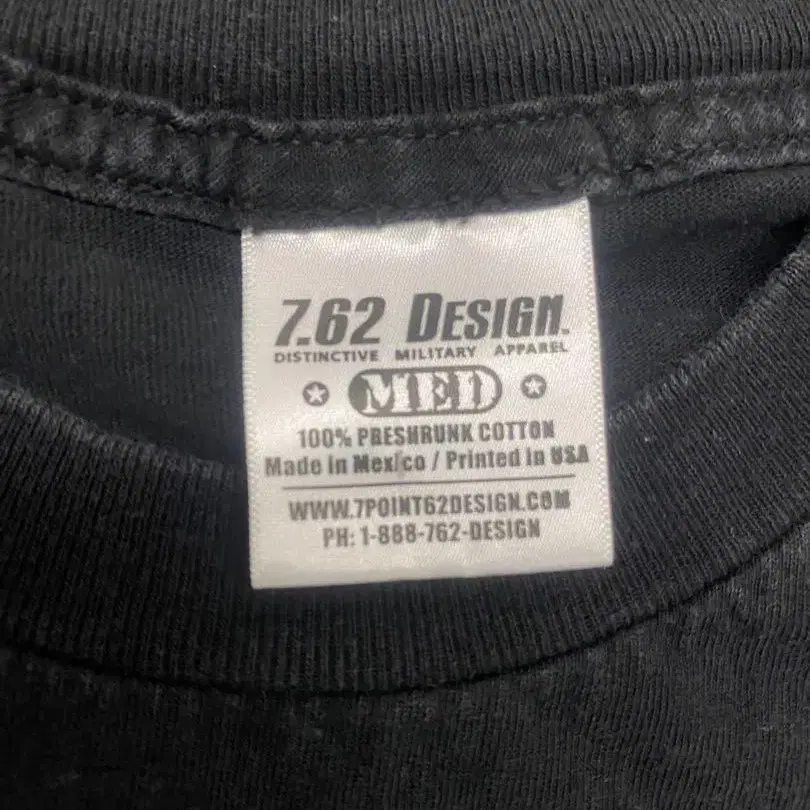 7.62 DESIGN.
DISTINCTIVE MILITARY APPAREL
MED
100% PRESHRUNK COTTON
Made in Mexico / Printed in USA
WWW.7POINT62DESIGN.COM
PH: 1-888-762-DESIGN